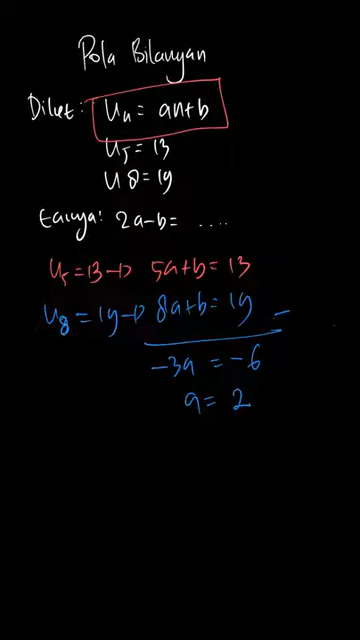 Pola Bilangan
Diket: Un = an+b
U5 = 13
U8 = 19
Ditanya: 2a-b= ....
U5 = 13 → 5a+b = 13
U8 = 19 → 8a+b = 19 -
-3a = -6
a = 2